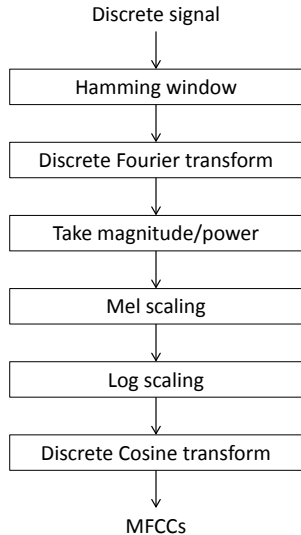 Discrete signal
Hamming window
Discrete Fourier transform
Take magnitude/power
Mel scaling
Log scaling
Discrete Cosine transform
MFCCs